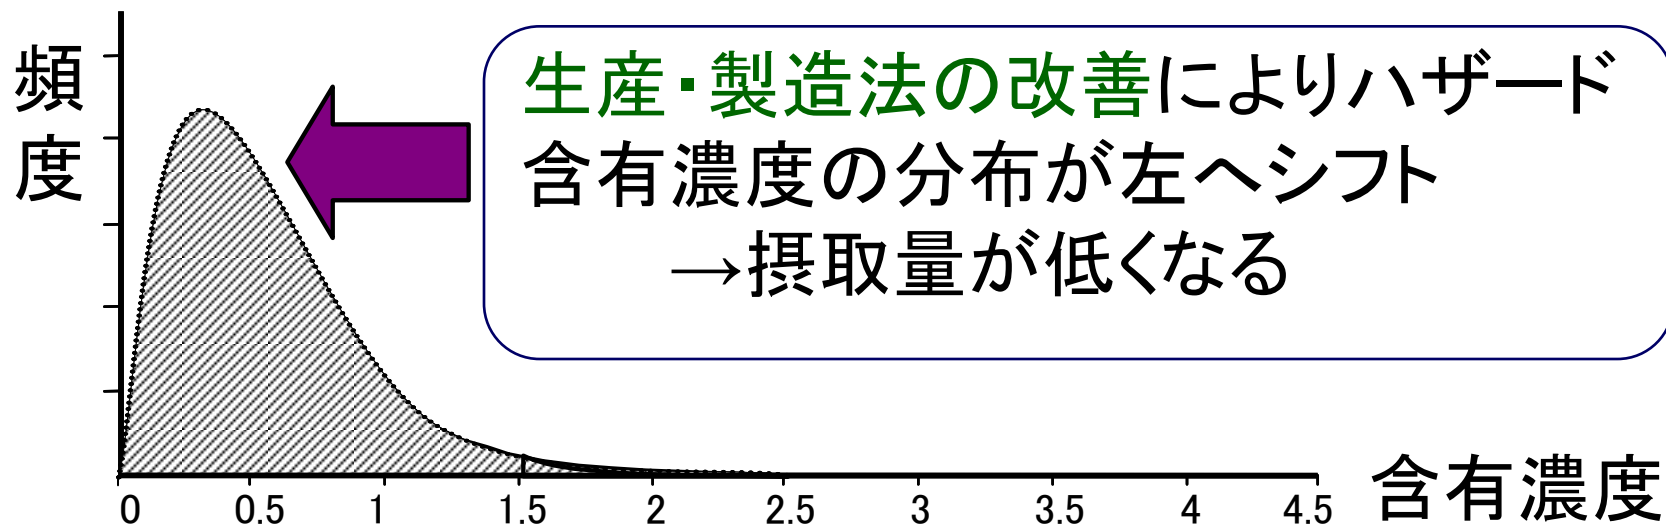 頻
度
生産・製造法の改善によりハザード
含有濃度の分布が左へシフト
→摂取量が低くなる
0 0.5 1 1.5 2 2.5 3 3.5 4 4.5
含有濃度